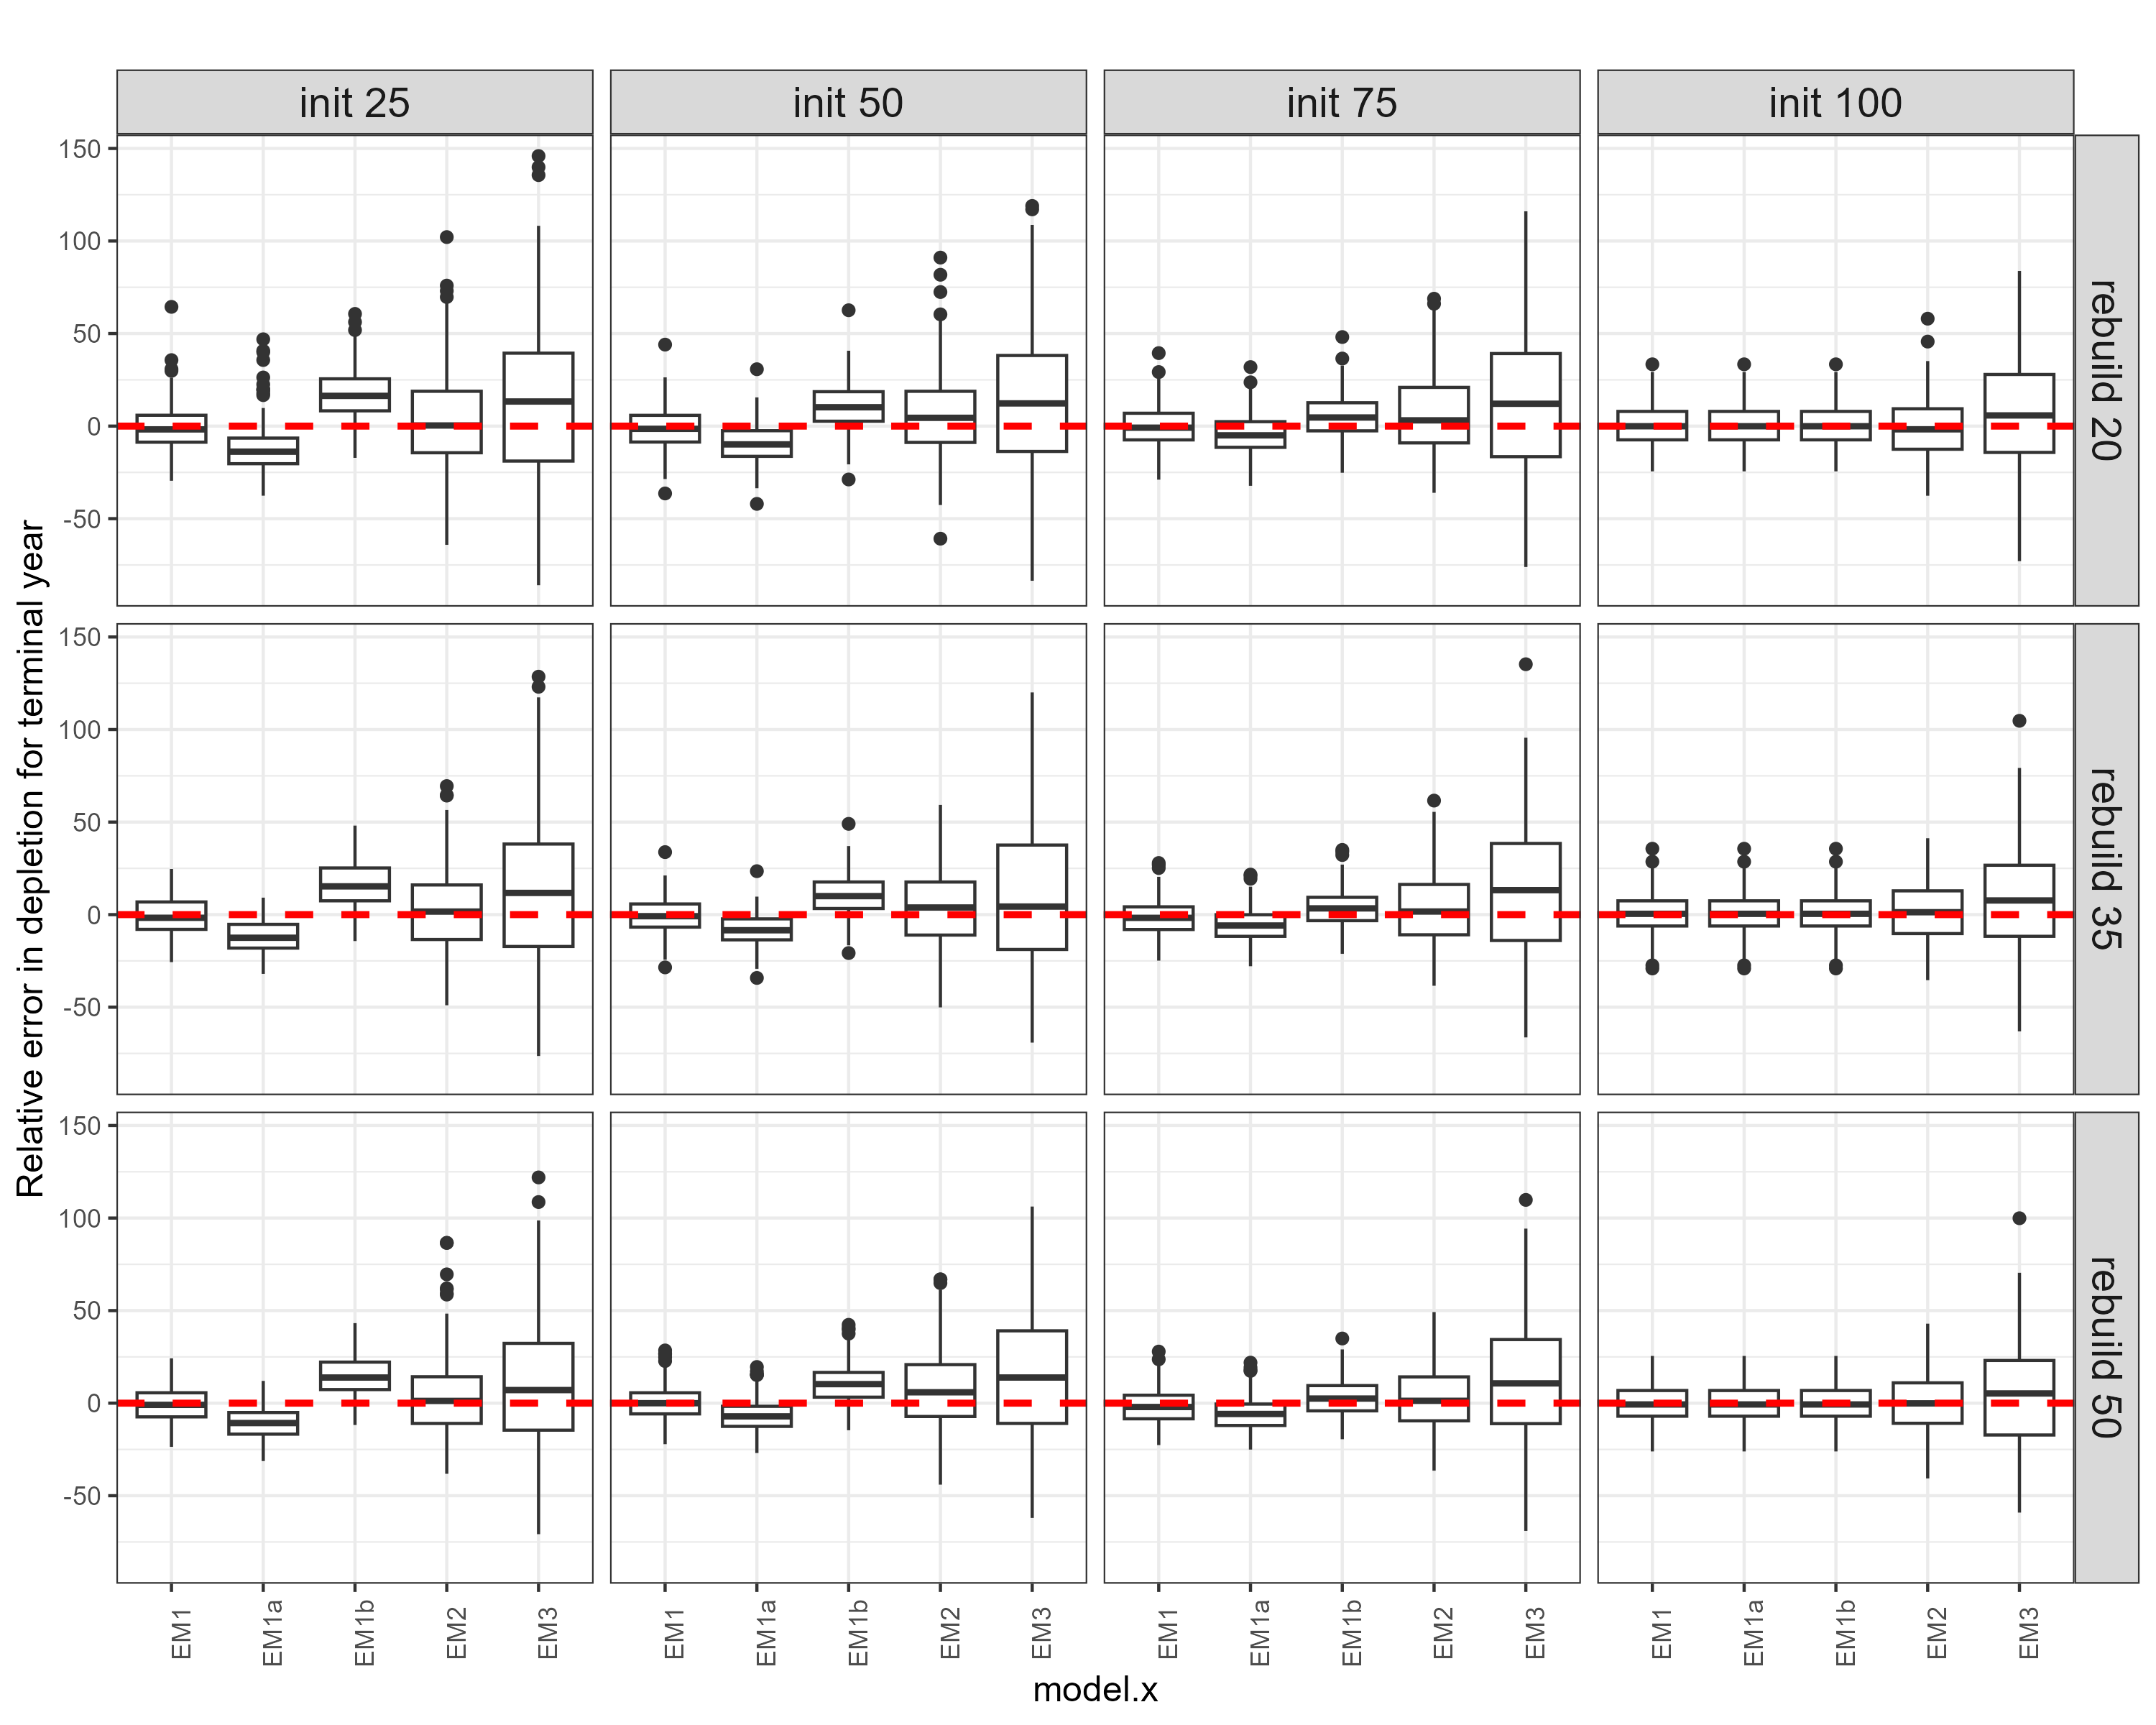 init 25
init 50
init 75
init 100
150
100
50
0
-50
rebuild 20
150
100
50
0
-50
rebuild 35
150
100
50
0
-50
rebuild 50
Relative error in depletion for terminal year
EM1
EM1a
EM1b
EM2
EM3
EM1
EM1a
EM1b
EM2
EM3
EM1
EM1a
EM1b
EM2
EM3
EM1
EM1a
EM1b
EM2
EM3
model.x